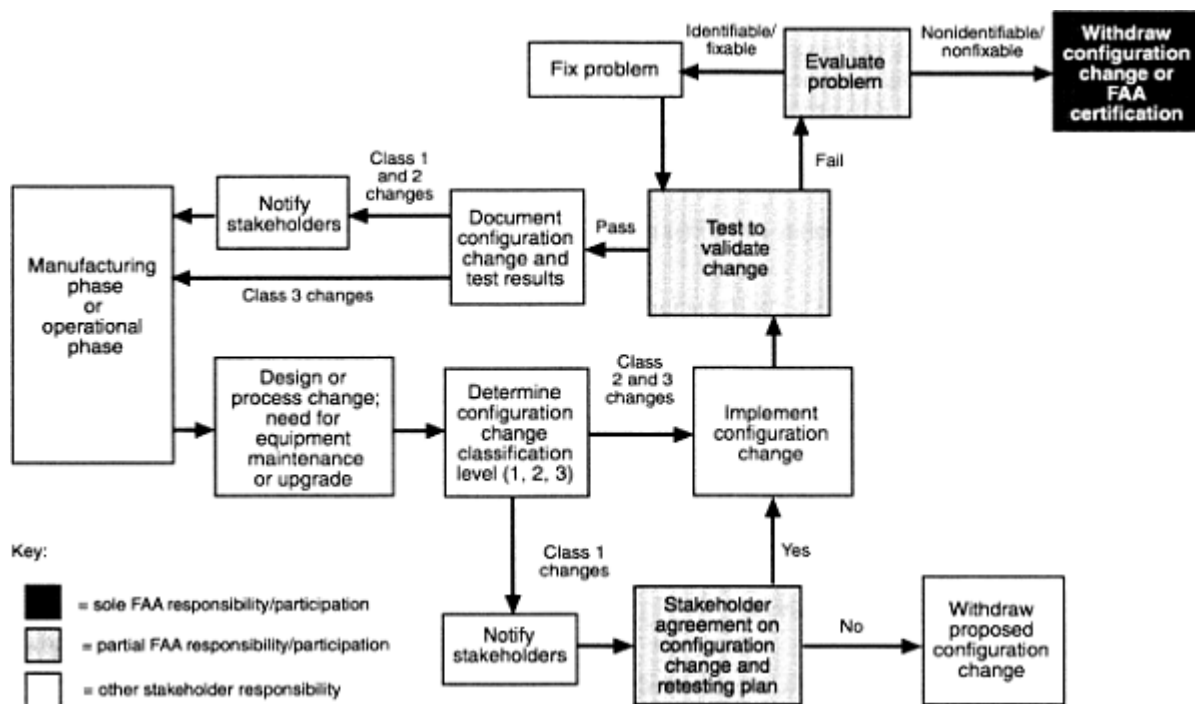 Identifiable/
fixable
Nonidentifiable/
nonfixable
Fix problem
Evaluate
problem
Withdraw
configuration
change or
FAA
certification
Fail
Class 1
and 2
changes
Notify
stakeholders
Document
configuration
change and
test results
Pass
Test to
validate
change
Manufacturing
phase
or
operational
phase
Class 3 changes
Design or
process change;
need for
equipment
maintenance
or upgrade
Determine
configuration
change
classification
level (1, 2, 3)
Class
2 and 3
changes
Implement
configuration
change
Class 1
changes
Yes
Notify
stakeholders
Stakeholder
agreement on
configuration
change and
retesting plan
No
Withdraw
proposed
configuration
change
Key:
= sole FAA responsibility/participation
= partial FAA responsibility/participation
= other stakeholder responsibility